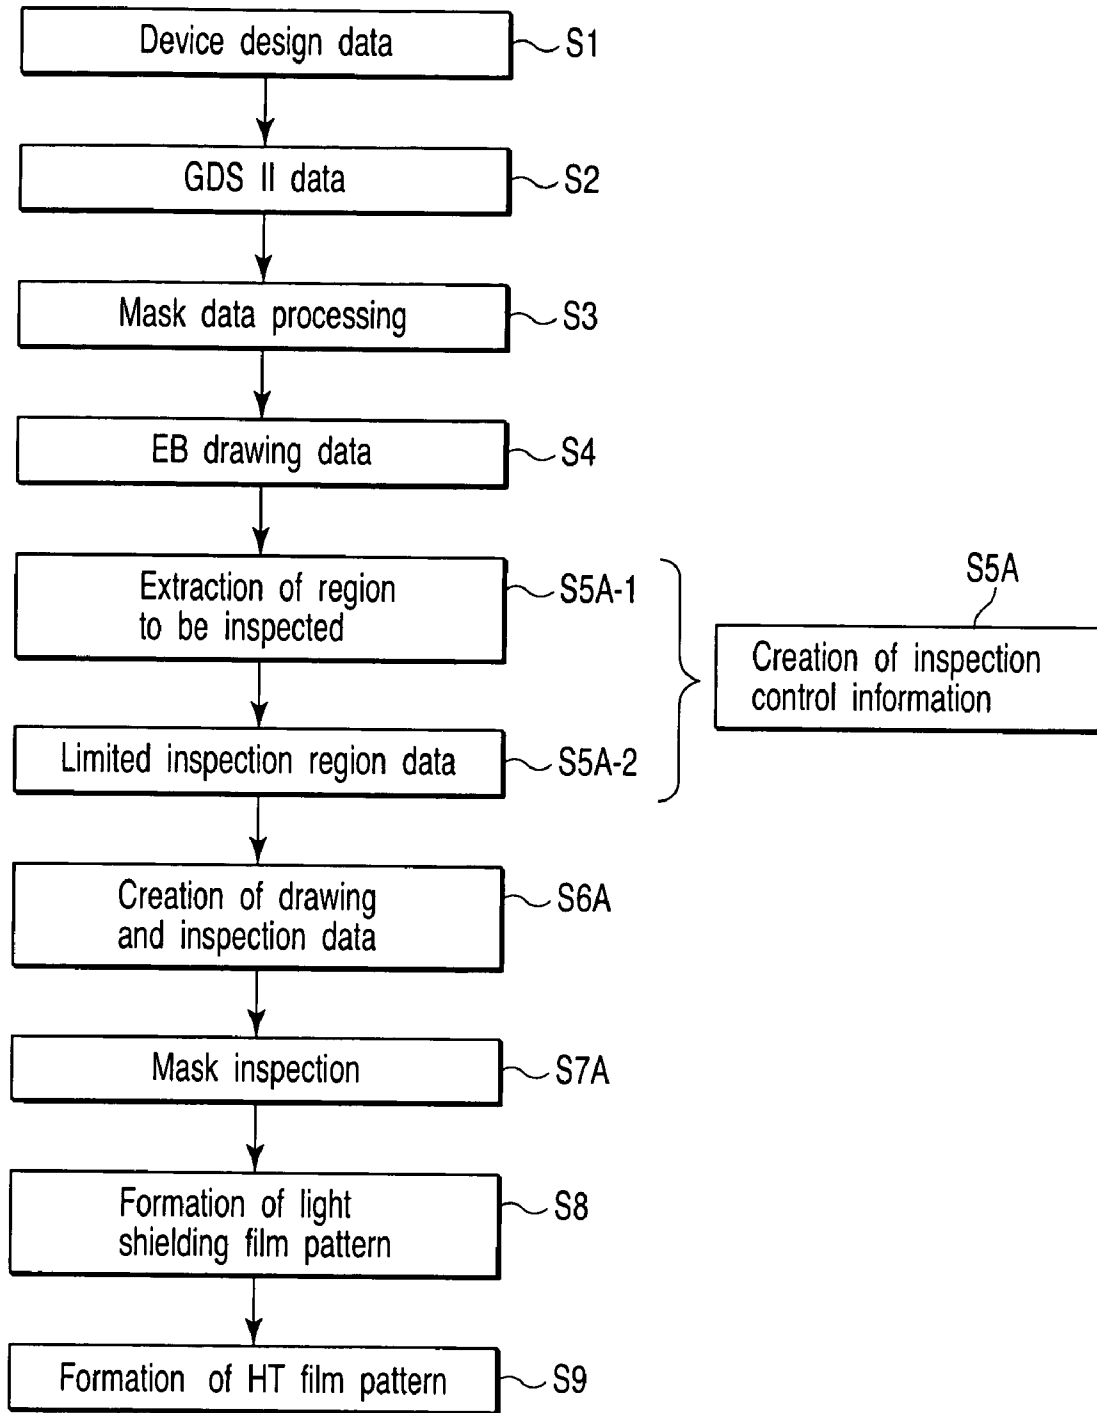 Device design data
S1
GDS II data
S2
Mask data processing
S3
EB drawing data
S4
Extraction of region
to be inspected
S5A-1
Limited inspection region data
S5A-2
S5A
Creation of inspection
control information
Creation of drawing
and inspection data
S6A
Mask inspection
S7A
Formation of light
shielding film pattern
S8
Formation of HT film pattern
S9